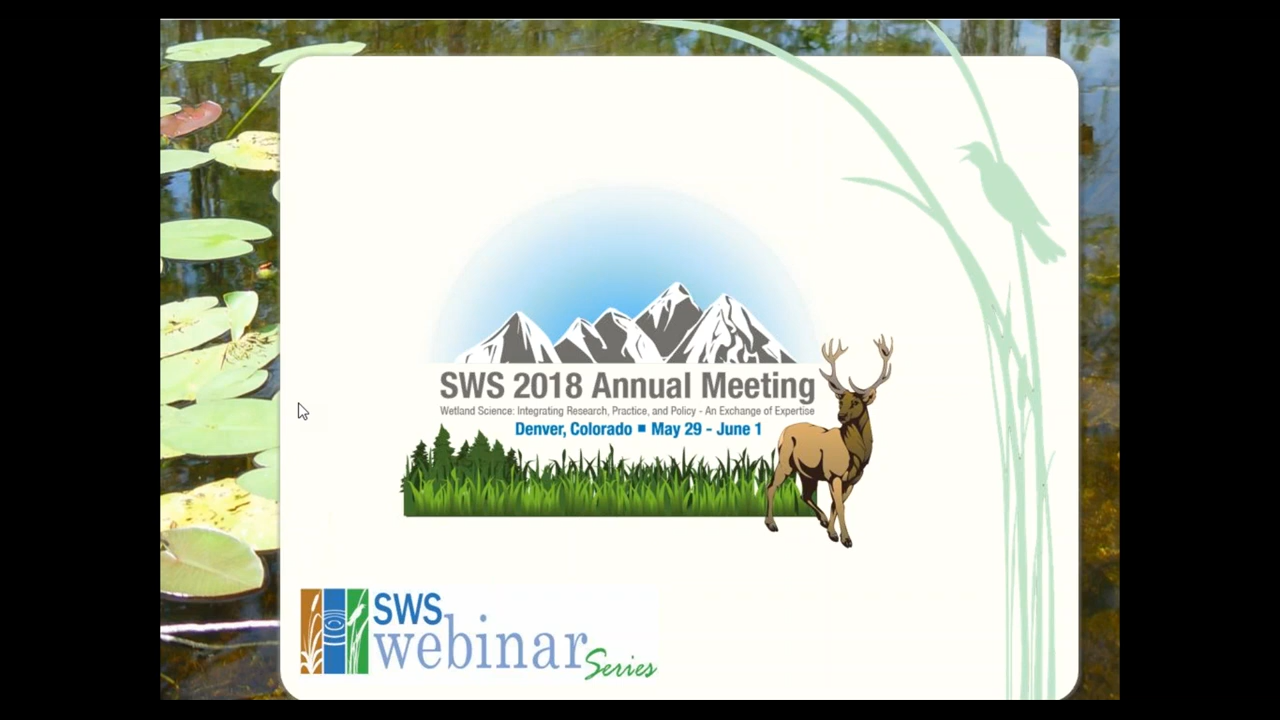 SWS 2018 Annual Meeting
Wetland Science: Integrating Research, Practice, and Policy - An Exchange of Expertise
Denver, Colorado ▪ May 29 - June 1
SWS
webinar
Series